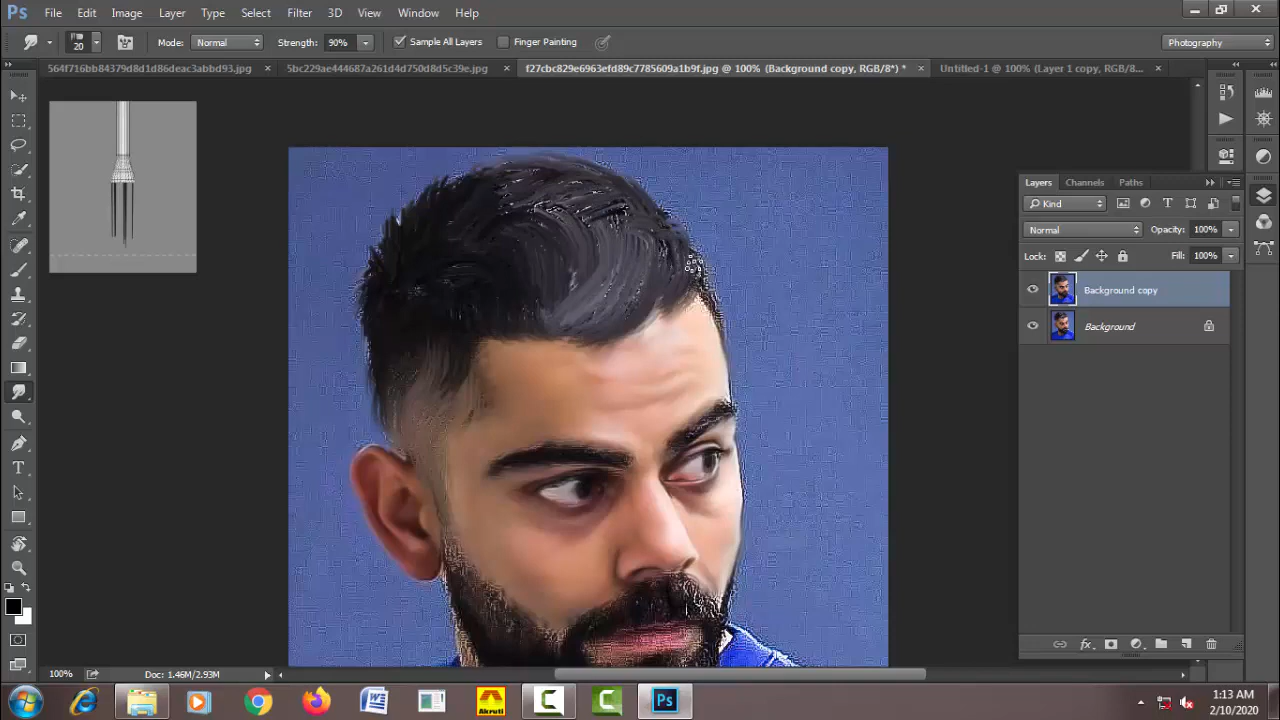 Ps File Edit Image Layer Type Select Filter 3D View Window Help
20 Mode: Normal Strength: 90% Sample All Layers Finger Painting Photography
564f716bb84379d8d1d86deac3abbd93.jpg × 5bc229ae444687a261d4d750d8d5c39e.jpg × f27cbc829e6963efd89c7785609a1b9f.jpg @ 100% (Background copy, RGB/8*) * × Untitled-1 @ 100% (Layer 1 copy, RGB/8... ×
Layers Channels Paths
Kind
Normal Opacity: 100%
Lock: Fill: 100%
Background copy
Background
100% Doc: 1.46M/2.93M
Akruti
Ps
1:13 AM
2/10/2020